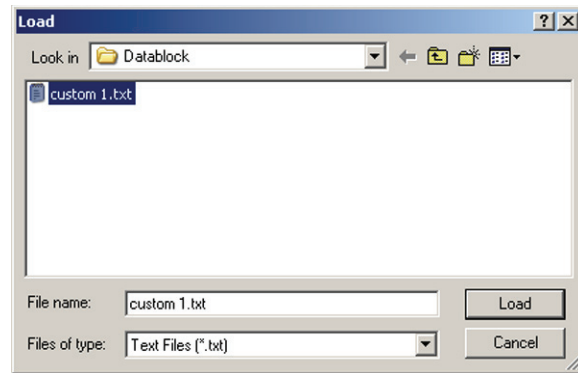 Load
Look in Datablock
custom 1.txt
File name: custom 1.txt Load
Files of type: Text Files (*.txt) Cancel